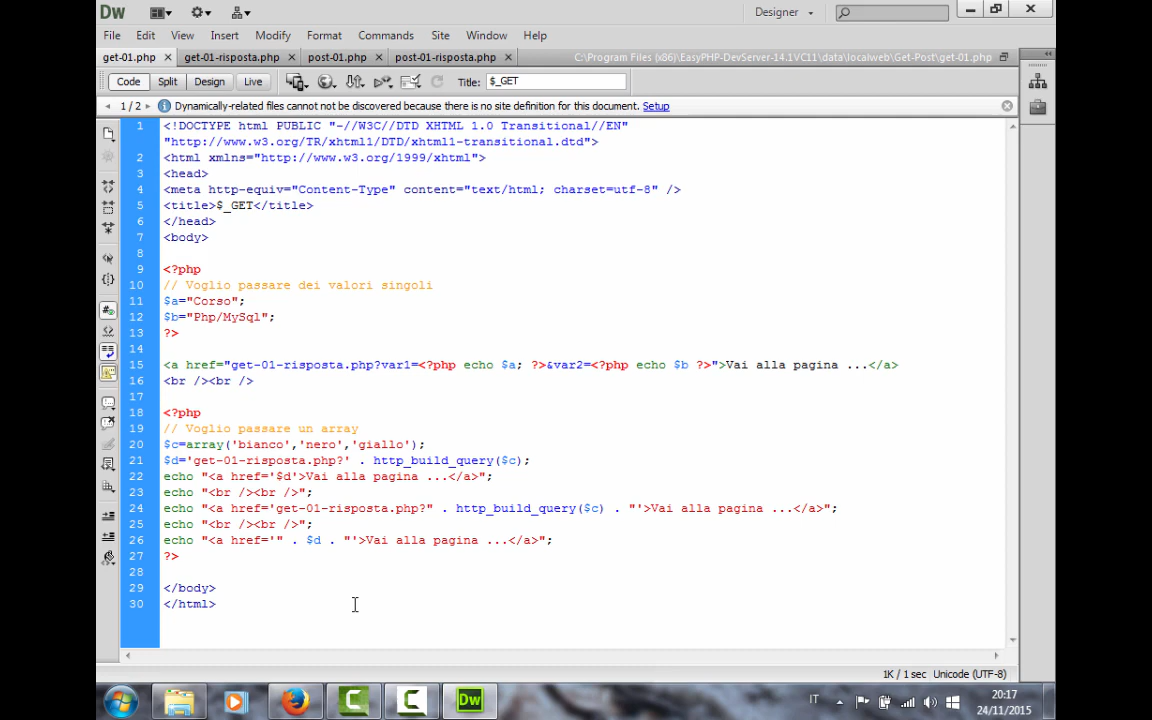 Dw
Designer
File Edit View Insert Modify Format Commands Site Window Help
get-01.php × get-01-risposta.php × post-01.php × post-01-risposta.php × C:\Program Files (x86)\EasyPHP-DevServer-14.1VC11\data\localweb\Get-Post\get-01.php
Code Split Design Live Title: $_GET
1/2 Dynamically-related files cannot not be discovered because there is no site definition for this document. Setup
1 <!DOCTYPE html PUBLIC "-//W3C//DTD XHTML 1.0 Transitional//EN"
"http://www.w3.org/TR/xhtml1/DTD/xhtml1-transitional.dtd">
2 <html xmlns="http://www.w3.org/1999/xhtml">
3 <head>
4 <meta http-equiv="Content-Type" content="text/html; charset=utf-8" />
5 <title>$_GET</title>
6 </head>
7 <body>
8
9 <?php
10 // Voglio passare dei valori singoli
11 $a="Corso";
12 $b="Php/MySql";
13 ?>
14
15 <a href="get-01-risposta.php?var1=<?php echo $a; ?>&var2=<?php echo $b ?>">Vai alla pagina ...</a>
16 <br /><br />
17
18 <?php
19 // Voglio passare un array
20 $c=array('bianco','nero','giallo');
21 $d='get-01-risposta.php?' . http_build_query($c);
22 echo "<a href='$d'>Vai alla pagina ...</a>";
23 echo "<br /><br />";
24 echo "<a href='get-01-risposta.php?" . http_build_query($c) . "'>Vai alla pagina ...</a>";
25 echo "<br /><br />";
26 echo "<a href='" . $d . "'>Vai alla pagina ...</a>";
27 ?>
28
29 </body>
30 </html>
1K / 1 sec Unicode (UTF-8)
Dw
IT
20:17
24/11/2015